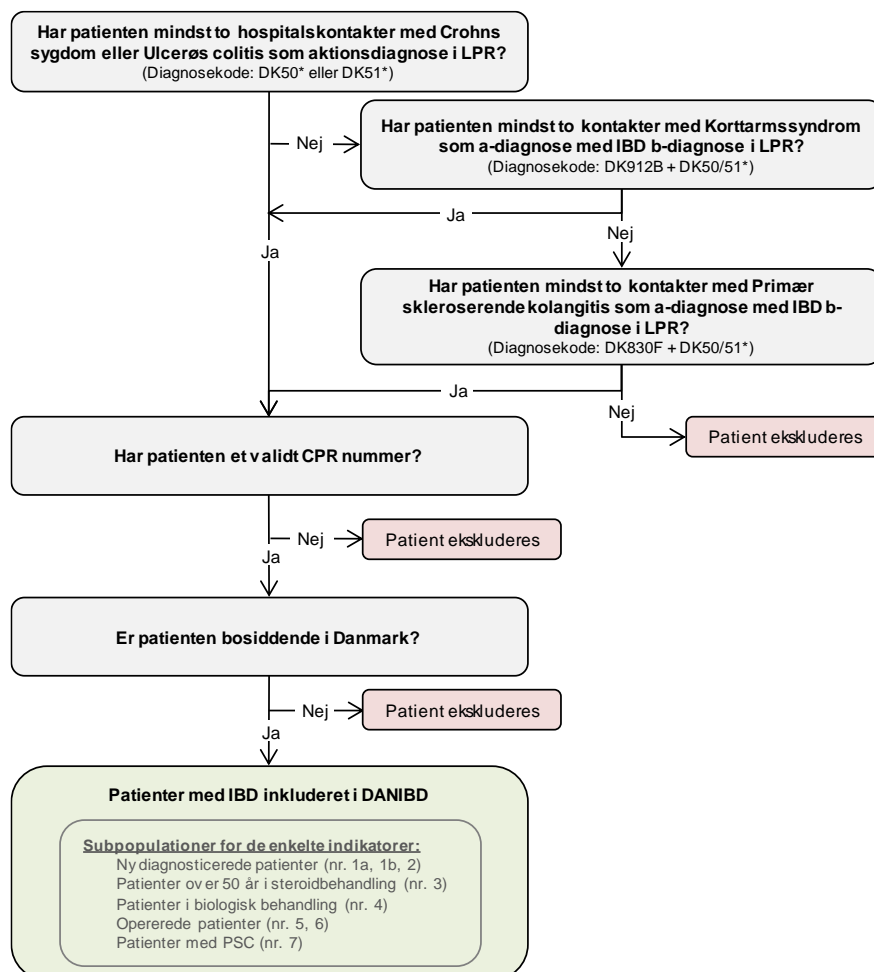 Har patienten mindst to hospitalskontakter med Crohns
sygdom eller Ulcerøs colitis som aktionsdiagnose i LPR?
(Diagnosekode: DK50* eller DK51*)
Nej
Har patienten mindst to kontakter med Korttarmssyndrom
som a-diagnose med IBD b-diagnose i LPR?
(Diagnosekode: DK912B + DK50/51*)
Ja
Nej
Ja
Har patienten mindst to kontakter med Primær
skleroserende kolangitis som a-diagnose med IBD b-
diagnose i LPR?
(Diagnosekode: DK830F + DK50/51*)
Ja
Nej
Patient ekskluderes
Har patienten et validt CPR nummer?
Nej
Patient ekskluderes
Ja
Er patienten bosiddende i Danmark?
Nej
Patient ekskluderes
Ja
Patienter med IBD inkluderet i DANIBD
Subpopulationer for de enkelte indikatorer:
Ny diagnosticerede patienter (nr. 1a, 1b, 2)
Patienter over 50 år i steroidbehandling (nr. 3)
Patienter i biologisk behandling (nr. 4)
Opererede patienter (nr. 5, 6)
Patienter med PSC (nr. 7)